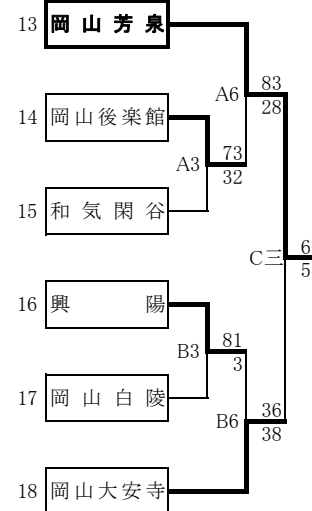 13 岡山芳泉
A6 83
28
14 岡山後楽館
A3 73
32
15 和気閑谷
C三 6
5
16 興陽
B3 81
3
17 岡山白陵
B6 36
38
18 岡山大安寺